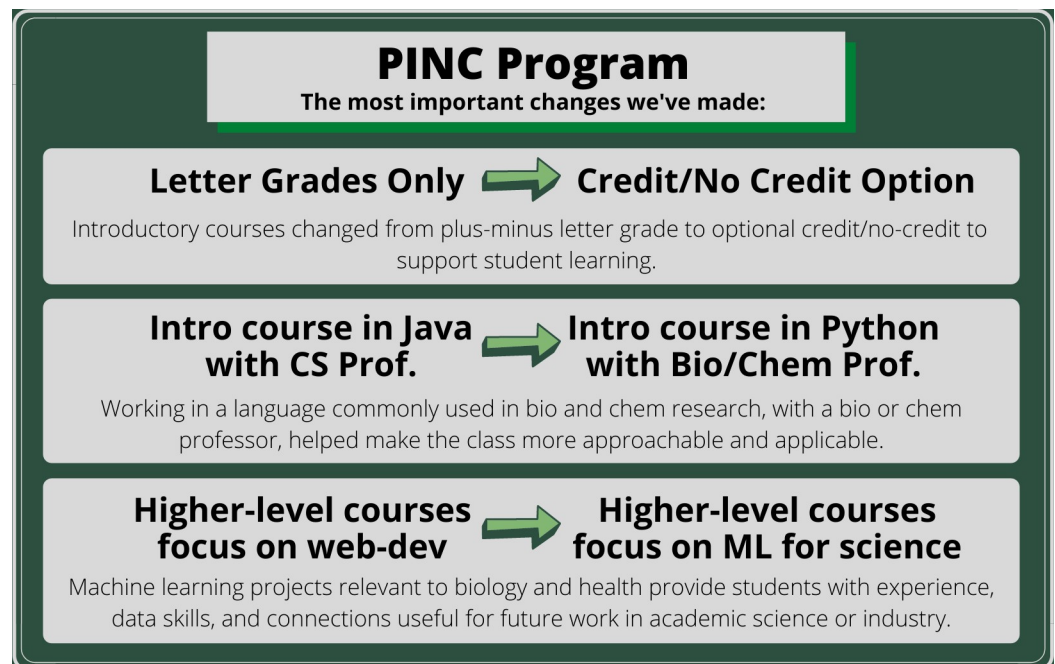 PINC Program
The most important changes we've made:
Letter Grades Only
Credit/No Credit Option
Introductory courses changed from plus-minus letter grade to optional credit/no-credit to
support student learning.
Intro course in Java
with CS Prof.
Intro course in Python
with Bio/Chem Prof.
Working in a language commonly used in bio and chem research, with a bio or chem
professor, helped make the class more approachable and applicable.
Higher-level courses
focus on web-dev
Higher-level courses
focus on ML for science
Machine learning projects relevant to biology and health provide students with experience,
data skills, and connections useful for future work in academic science or industry.